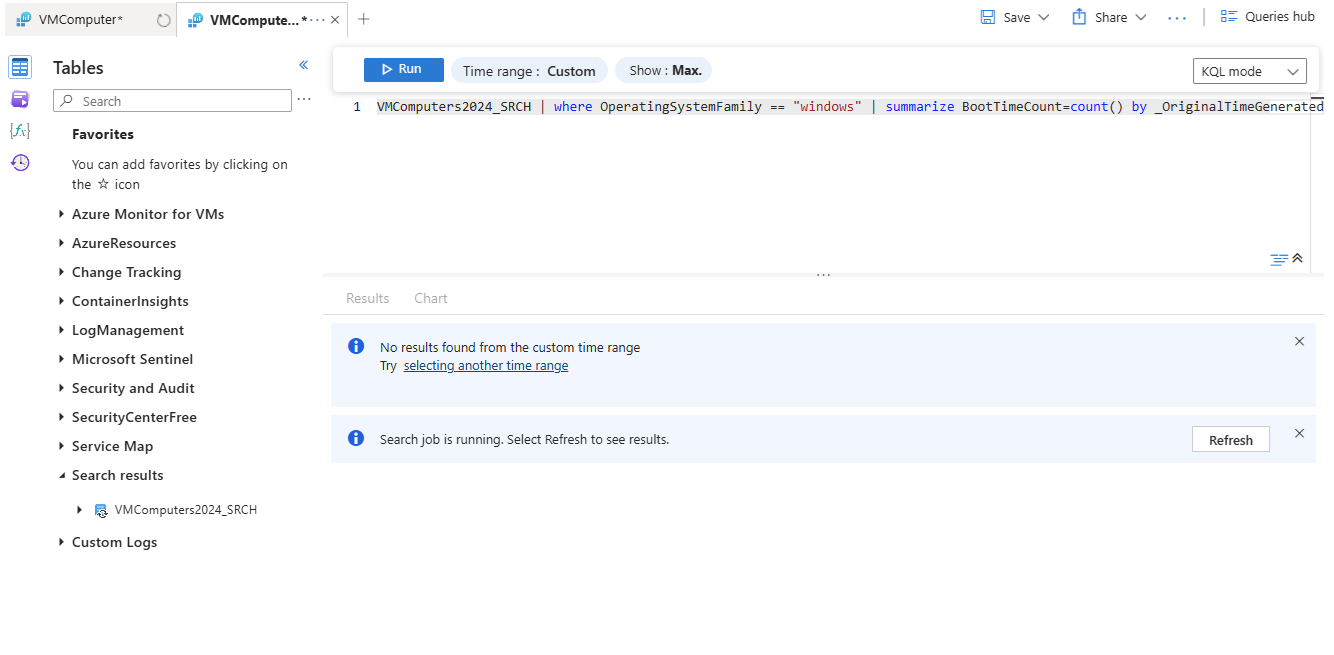 VMComputer*
VMCompute...*
Save
Share
Queries hub
Tables
Search
Favorites
You can add favorites by clicking on
the ☆ icon
Azure Monitor for VMs
AzureResources
Change Tracking
ContainerInsights
LogManagement
Microsoft Sentinel
Security and Audit
SecurityCenterFree
Service Map
Search results
VMComputers2024_SRCH
Custom Logs
Run
Time range : Custom
Show : Max.
KQL mode
1 VMComputers2024_SRCH | where OperatingSystemFamily == "windows" | summarize BootTimeCount=count() by _OriginalTimeGenerated
Results
Chart
No results found from the custom time range
Try selecting another time range
Search job is running. Select Refresh to see results.
Refresh